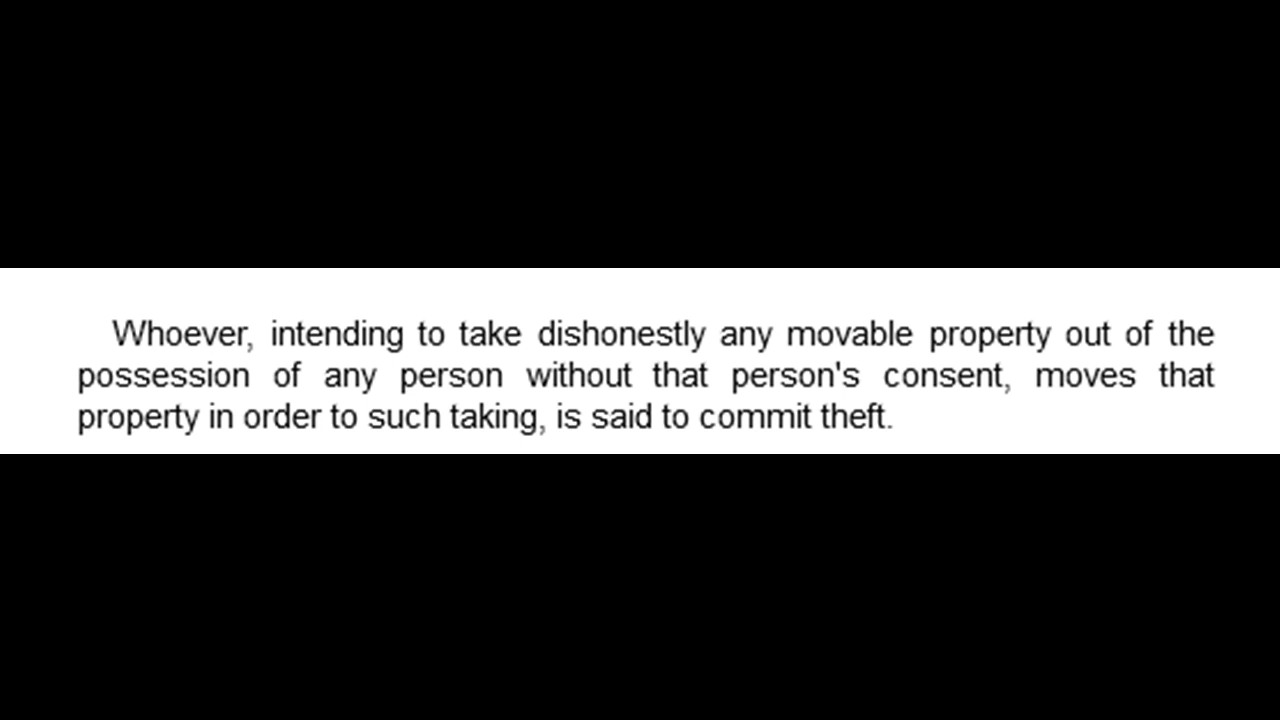 Whoever, intending to take dishonestly any movable property out of the
possession of any person without that person's consent, moves that
property in order to such taking, is said to commit theft.